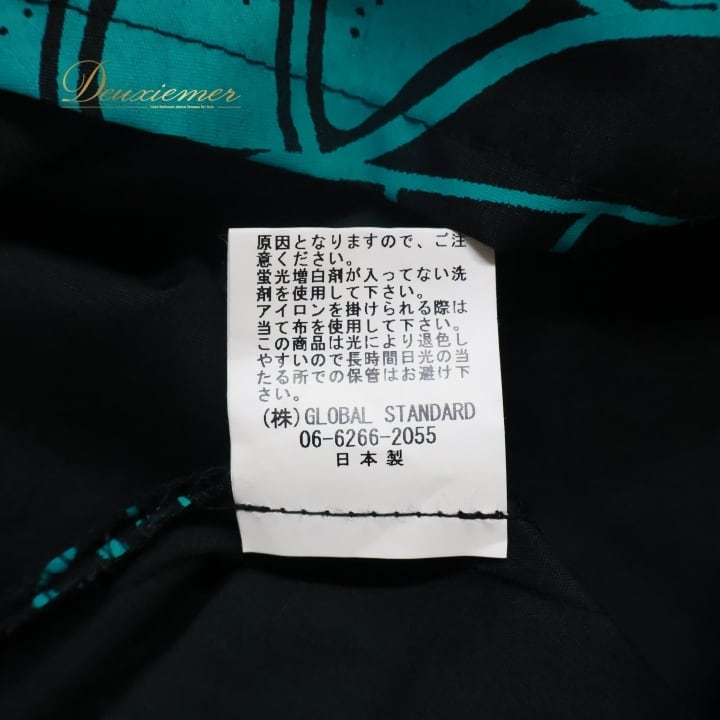 Deuxiemer
原因となりますので、ご注
意ください。
蛍光増白剤が入ってない洗
剤を使用して下さい。
アイロンを掛けられる際は
当て布を使用して下さい。
この商品は光により退色し
やすいので長時間日光の当
たる所での保管はお避け下
さい。
(株)GLOBAL STANDARD
06-6266-2055
日本製